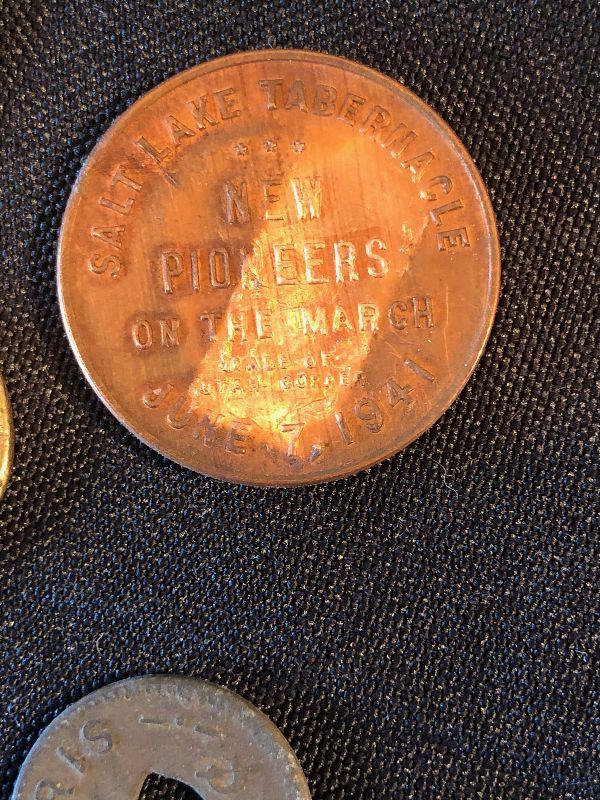 SALT LAKE TABERNACLE
* * *
NEW
PIONEERS
ON THE MARCH
MADE OF
UTAH COPPER
JUNE 7, 1941